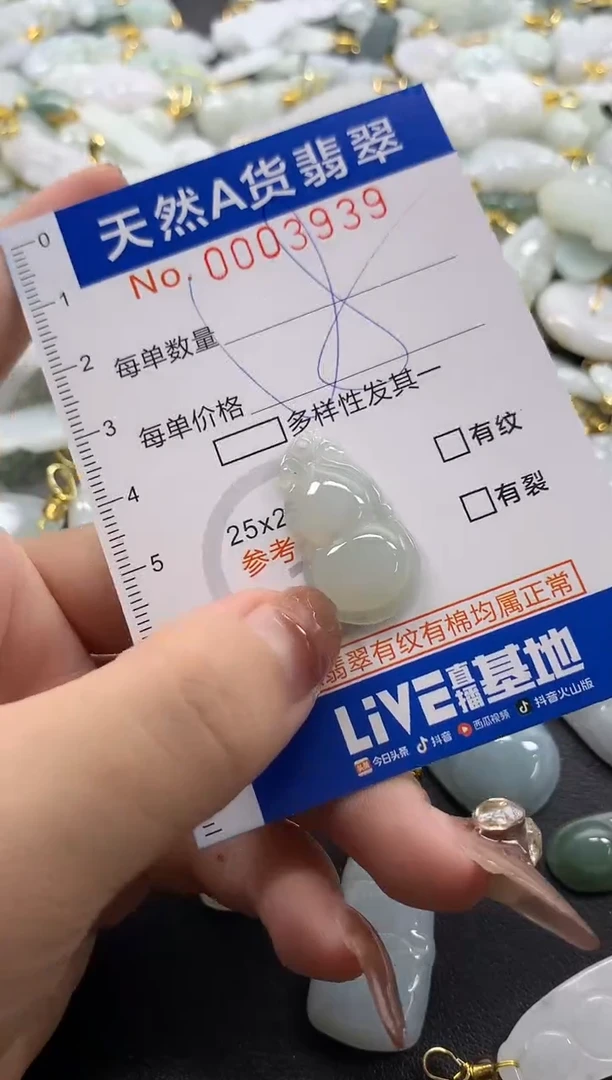 天然A货翡翠
No. 0003939
0
1
2
3
4
5
每单数量
每单价格
多样性发其一
有纹
有裂
25x2
参考
翡翠有纹有棉均属正常
LiVE直播基地
今日头条 抖音 西瓜视频 抖音火山版